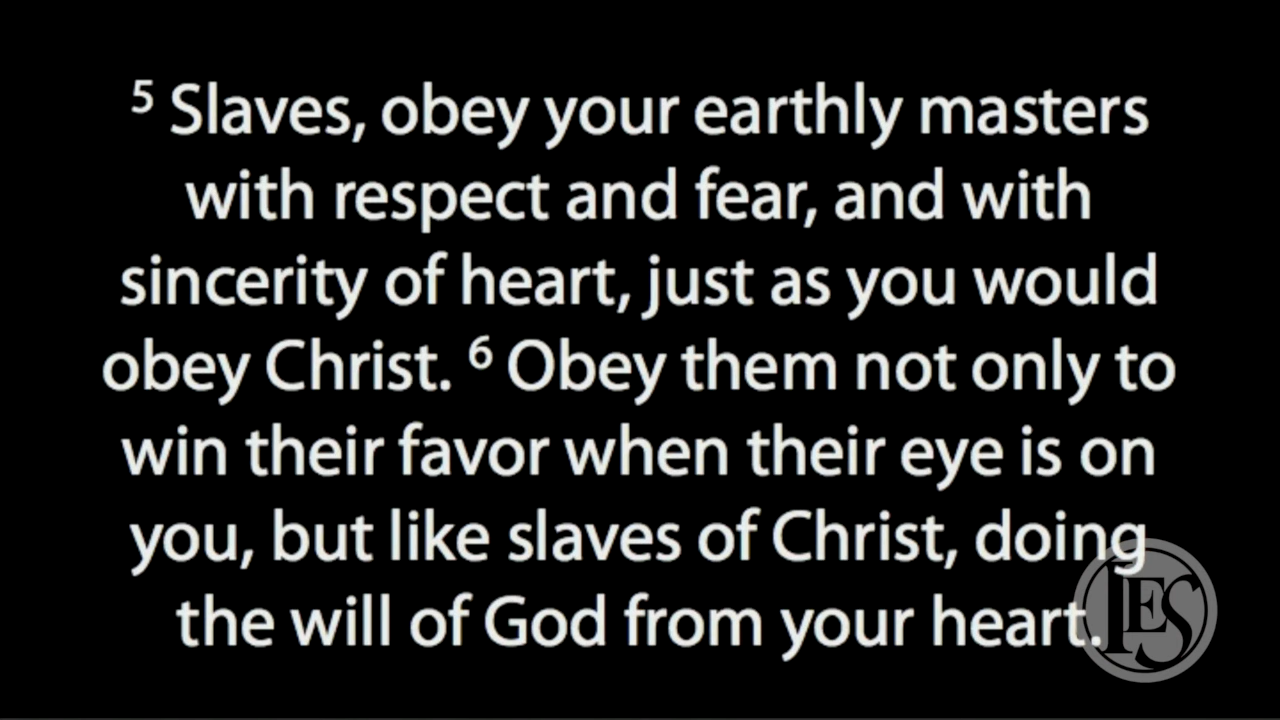 ⁵ Slaves, obey your earthly masters
with respect and fear, and with
sincerity of heart, just as you would
obey Christ. ⁶ Obey them not only to
win their favor when their eye is on
you, but like slaves of Christ, doing
the will of God from your heart.
LES